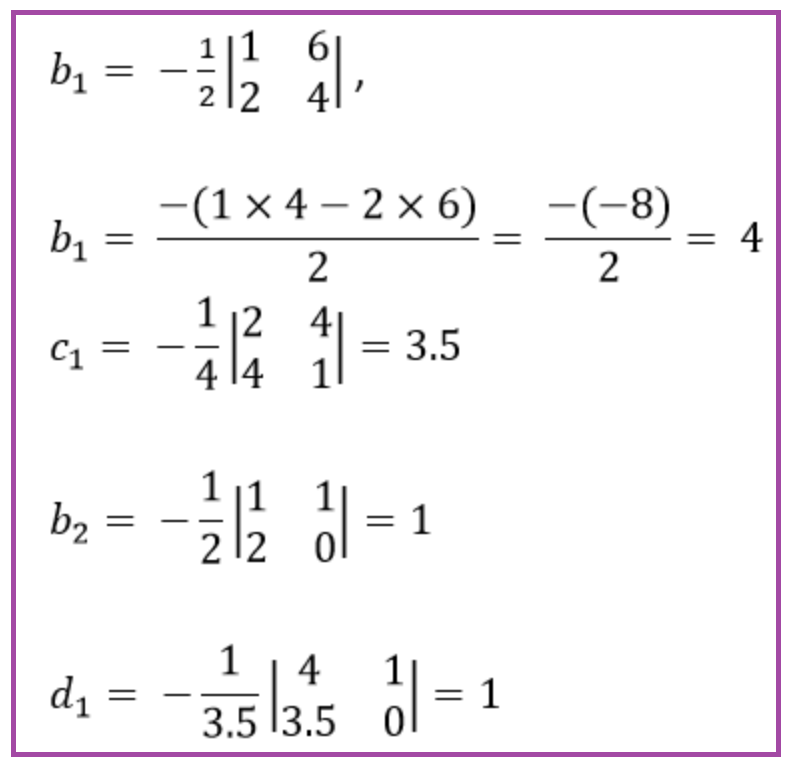 b₁ = −½ |1 6; 2 4|,
b₁ = −(1 × 4 − 2 × 6)/2 = −(−8)/2 = 4
c₁ = −1/4 |2 4; 4 1| = 3.5
b₂ = −1/2 |1 1; 2 0| = 1
d₁ = −1/3.5 |4 1; 3.5 0| = 1